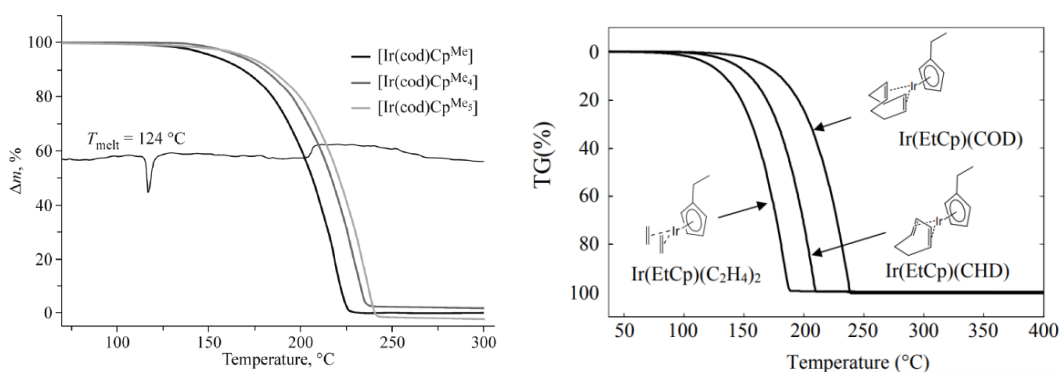 100
80
60
40
20
0
Δm, %
[Ir(cod)Cp^Me]
[Ir(cod)Cp^Me₄]
[Ir(cod)Cp^Me₅]
T_melt = 124 °C
100
150
200
250
300
Temperature, °C
0
20
40
60
80
100
TG(%)
Ir
Ir(EtCp)(COD)
Ir
Ir(EtCp)(C₂H₄)₂
Ir
Ir(EtCp)(CHD)
50
100
150
200
250
300
350
400
Temperature (°C)